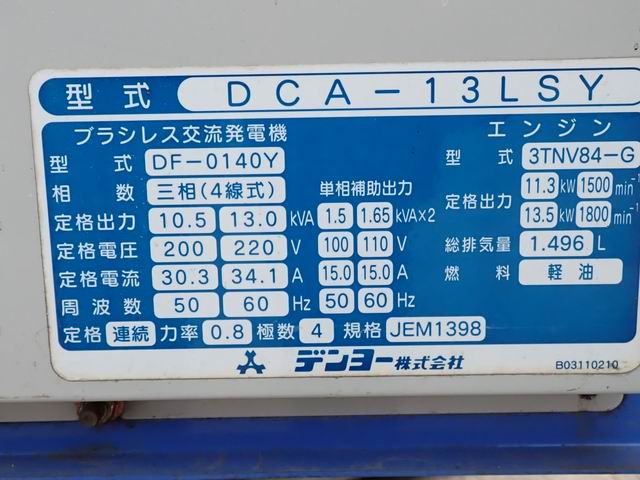 型式 DCA-13LSY
ブラシレス交流発電機
型式 DF-0140Y
相数 三相(4線式) 単相補助出力
定格出力 10.5 13.0 kVA 1.5 1.65 kVA×2
定格電圧 200 220 V 100 110 V
定格電流 30.3 34.1 A 15.0 15.0 A
周波数 50 60 Hz 50 60 Hz
定格 連続 力率 0.8 極数 4 規格 JEM1398
エンジン
型式 3TNV84-G
定格出力 11.3 kW 1500 min⁻¹
13.5 kW 1800 min⁻¹
総排気量 1.496 L
燃料 軽油
デンヨー株式会社
B03110210